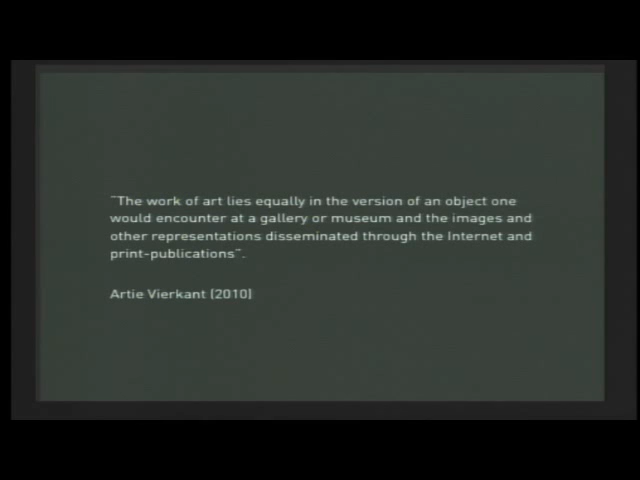 "The work of art lies equally in the version of an object one
would encounter at a gallery or museum and the images and
other representations disseminated through the Internet and
print-publications".
Artie Vierkant (2010)